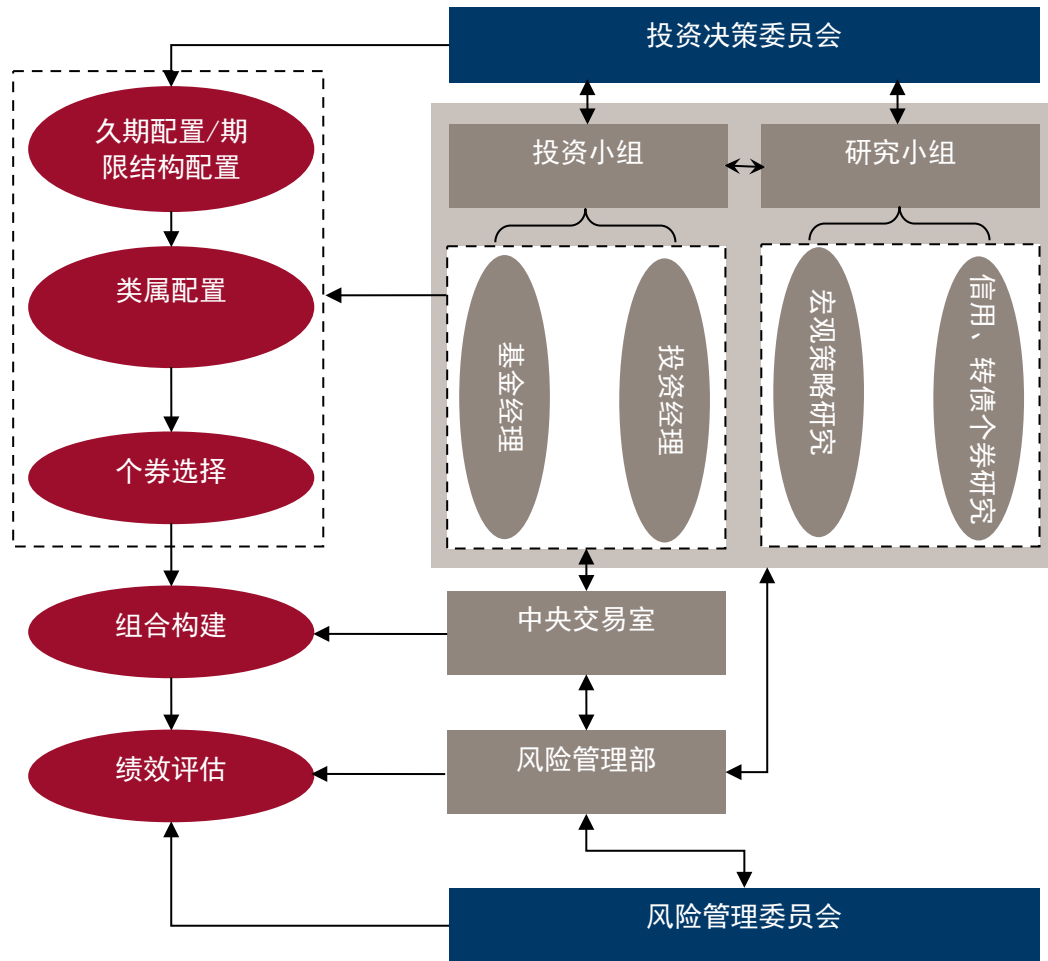 投资决策委员会
久期配置/期
限结构配置
投资小组
研究小组
类属配置
基金经理
投资经理
宏观策略研究
信用、转债个券研究
个券选择
组合构建
中央交易室
绩效评估
风险管理部
风险管理委员会